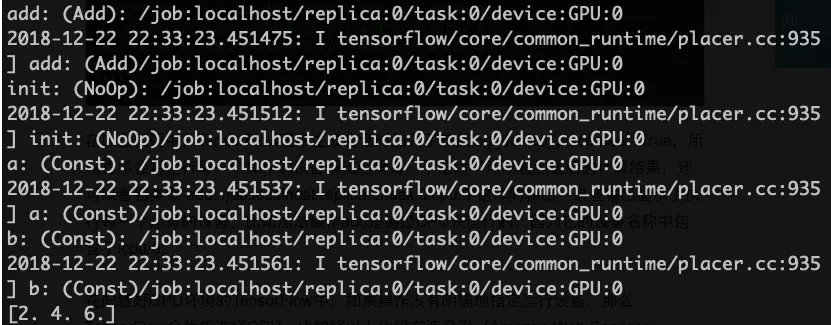 add: (Add): /job:localhost/replica:0/task:0/device:GPU:0
2018-12-22 22:33:23.451475: I tensorflow/core/common_runtime/placer.cc:935
] add: (Add)/job:localhost/replica:0/task:0/device:GPU:0
init: (NoOp): /job:localhost/replica:0/task:0/device:GPU:0
2018-12-22 22:33:23.451512: I tensorflow/core/common_runtime/placer.cc:935
] init: (NoOp)/job:localhost/replica:0/task:0/device:GPU:0
a: (Const): /job:localhost/replica:0/task:0/device:GPU:0
2018-12-22 22:33:23.451537: I tensorflow/core/common_runtime/placer.cc:935
] a: (Const)/job:localhost/replica:0/task:0/device:GPU:0
b: (Const): /job:localhost/replica:0/task:0/device:GPU:0
2018-12-22 22:33:23.451561: I tensorflow/core/common_runtime/placer.cc:935
] b: (Const)/job:localhost/replica:0/task:0/device:GPU:0
[2. 4. 6.]